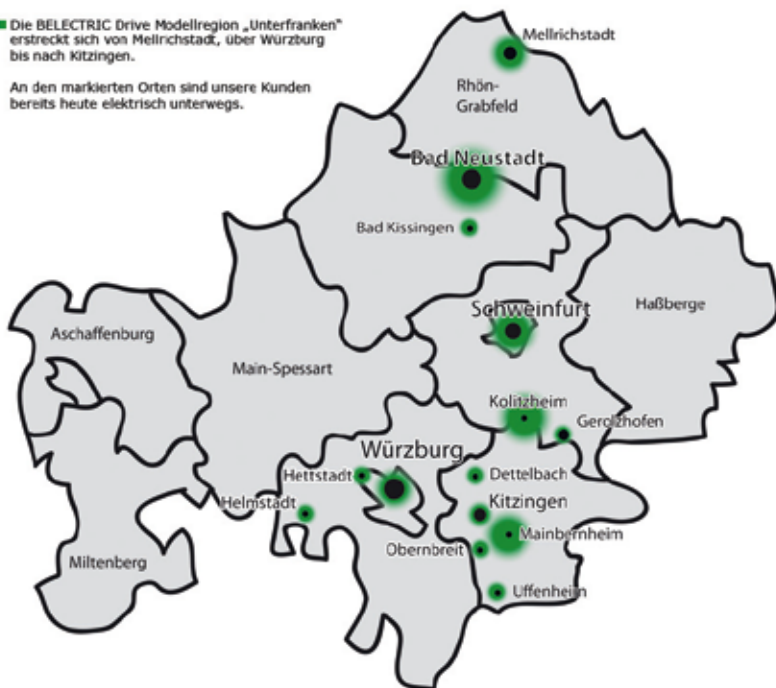 Die BELECTRIC Drive Modellregion „Unterfranken“
erstreckt sich von Mellrichstadt, über Würzburg
bis nach Kitzingen.
An den markierten Orten sind unsere Kunden
bereits heute elektrisch unterwegs.
Mellrichstadt
Rhön-
Grabfeld
Bad Neustadt
Bad Kissingen
Schweinfurt
Haßberge
Aschaffenburg
Main-Spessart
Kolitzheim
Gerolzhofen
Würzburg
Hettstadt
Dettelbach
Helmstadt
Kitzingen
Mainbernheim
Obernbreit
Miltenberg
Uffenheim